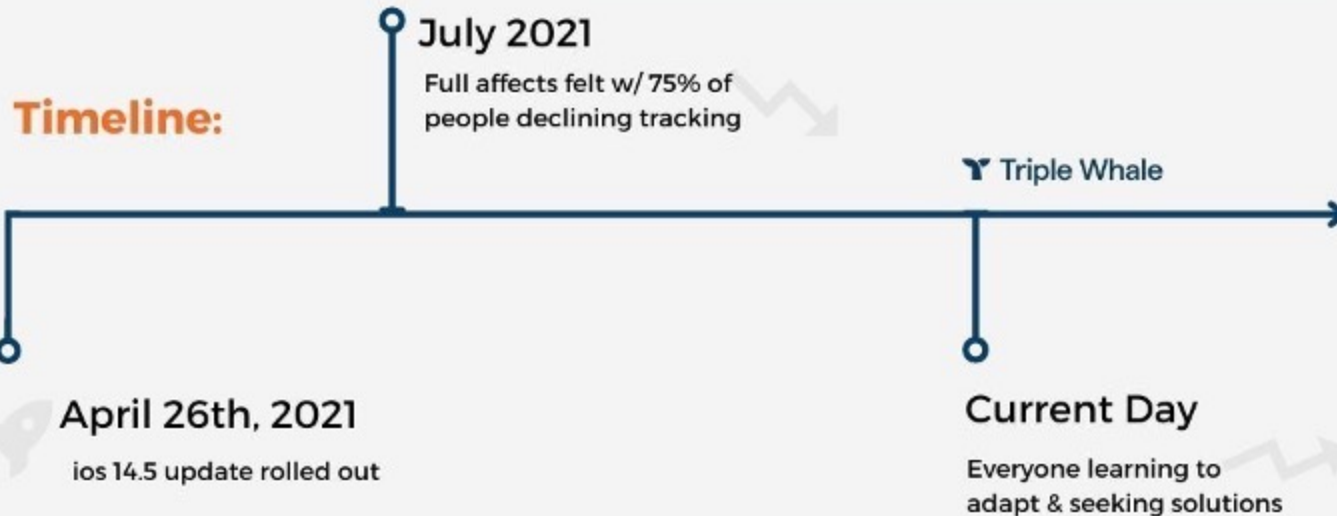 July 2021
Full affects felt w/ 75% of
people declining tracking
Timeline:
Triple Whale
April 26th, 2021
ios 14.5 update rolled out
Current Day
Everyone learning to
adapt & seeking solutions